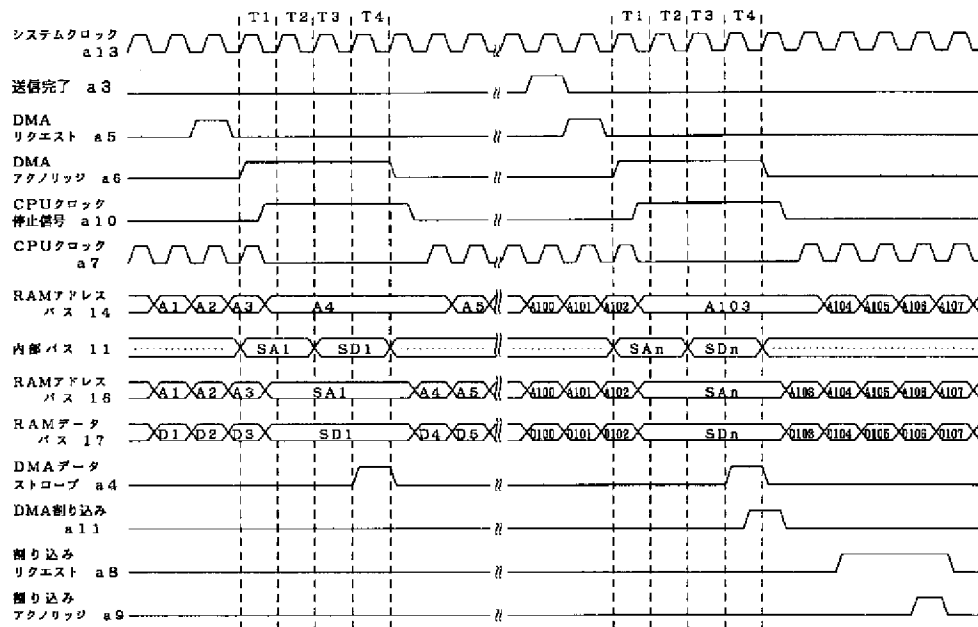 T1 T2 T3 T4 T1 T2 T3 T4
システムクロック
a13
送信完了 a3
DMA
リクエスト a5
DMA
アクノリッジ a6
CPUクロック
停止信号 a10
CPUクロック
a7
RAMアドレス
バス 14
A1 A2 A3 A4 A5 A100 A101 A102 A103 A104 A105 A106 A107
内部バス 11
SA1 SD1 SAn SDn
RAMアドレス
バス 16
A1 A2 A3 SA1 A4 A5 A100 A101 A102 SAn A103 A104 A105 A106 A107
RAMデータ
バス 17
D1 D2 D3 SD1 D4 D5 D100 D101 D102 SDn D103 D104 D105 D106 D107
DMAデータ
ストローブ a4
DMA割り込み
a11
割り込み
リクエスト a8
割り込み
アクノリッジ a9